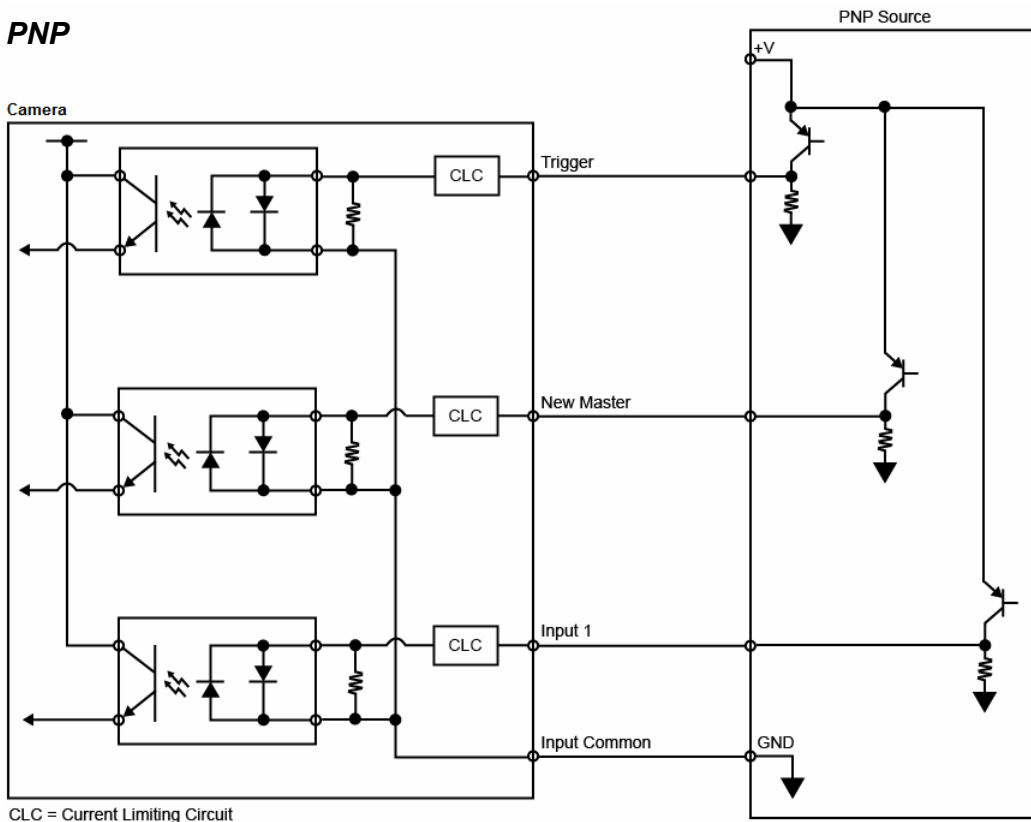 PNP
PNP Source
+V
Camera
CLC
Trigger
CLC
New Master
CLC
Input 1
Input Common
GND
CLC = Current Limiting Circuit